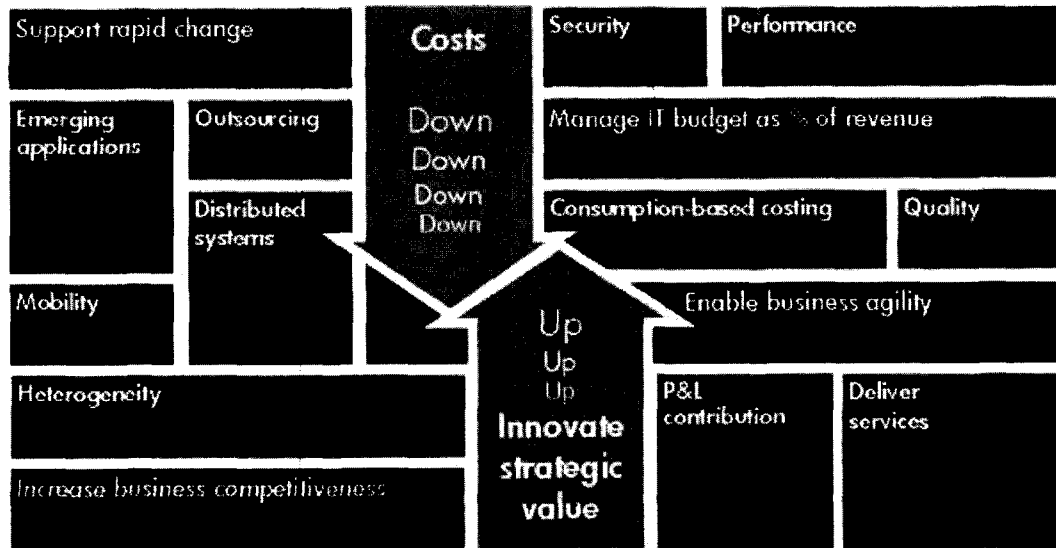 Support rapid change
Costs
Security
Performance
Emerging
applications
Outsourcing
Down
Down
Down
Down
Manage IT budget as % of revenue
Distributed
systems
Consumption-based costing
Quality
Mobility
Up
Up
Up
Enable business agility
Heterogeneity
Innovate
strategic
value
P&L
contribution
Deliver
services
Increase business competitiveness